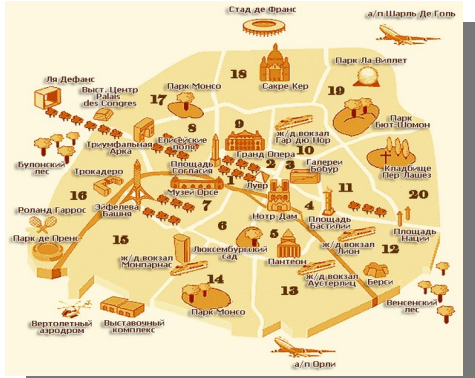 Стад де Франс
а/п Шарль Де Голь
18
Парк Ла-Виллет
Ля Дефанс
Парк Монсо
Сакре Кер
19
Выст. Центр
Palais
des Congres
17
Парк
Бют-Шомон
8
9
ж/д вокзал
Гар дю Нор
Триумфальная
Арка
Елисейские
поля
10
Гранд Опера
Булонский
лес
Площадь
Согласия
2
3
Галереи
Бобур
Кладбище
Пер Лашез
Трокадеро
1
Лувр
16
Музей Орсе
11
20
Эйфелева
Башня
7
4
Роланд Гаррос
Нотр Дам
Площадь
Бастилии
6
5
Площадь
Нации
Парк де Пренс
15
Люксембургский
сад
ж/д вокзал
Лион
12
ж/д вокзал
Монпарнас
Пантеон
ж/д вокзал
Аустерлиц
Берси
14
13
Парк Монсо
Венсенский
лес
Вертолетный
аэродром
Выставочный
комплекс
а/п Орли